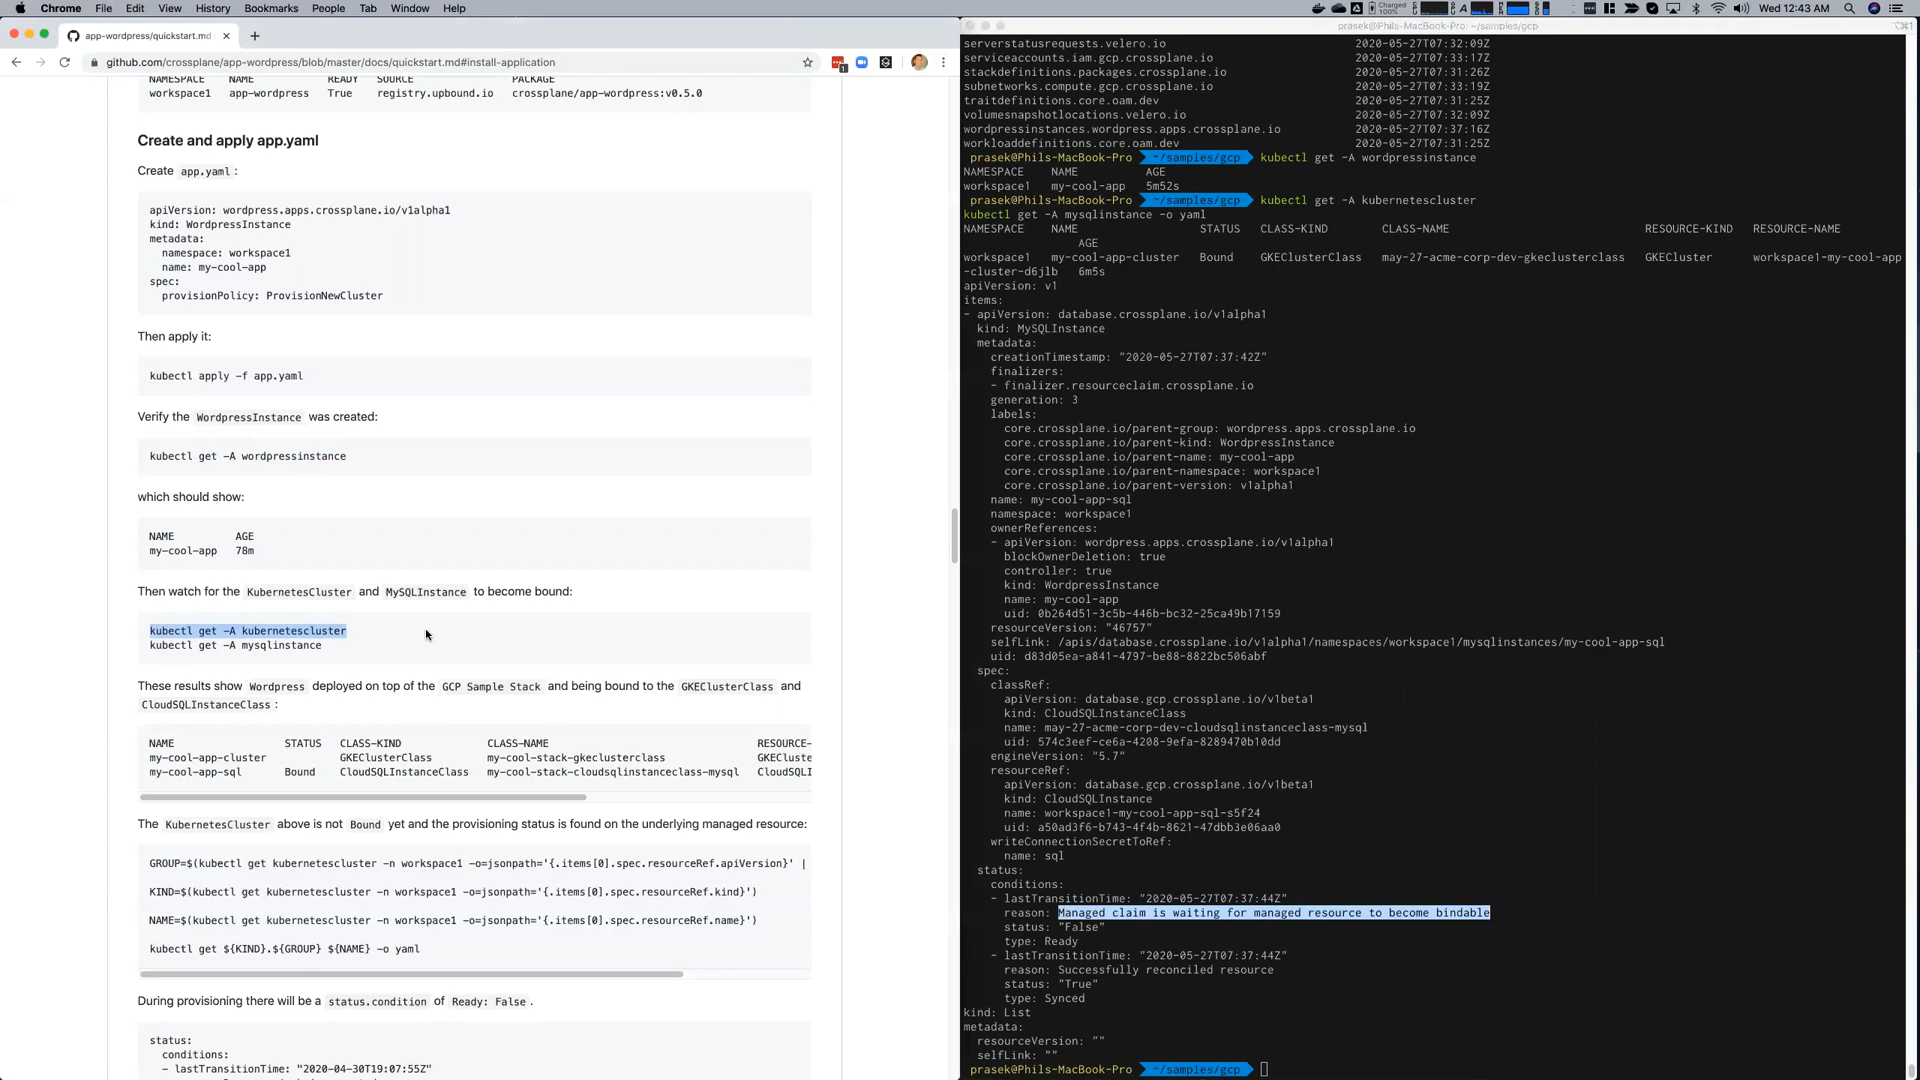 Chrome File Edit View History Bookmarks People Tab Window Help
Charged 100%
Wed 12:43 AM
app-wordpress/quickstart.md
github.com/crossplane/app-wordpress/blob/master/docs/quickstart.md#install-application
NAMESPACE NAME READY SOURCE PACKAGE
workspace1 app-wordpress True registry.upbound.io crossplane/app-wordpress:v0.5.0
Create and apply app.yaml
Create app.yaml :
apiVersion: wordpress.apps.crossplane.io/v1alpha1
kind: WordpressInstance
metadata:
namespace: workspace1
name: my-cool-app
spec:
provisionPolicy: ProvisionNewCluster
Then apply it:
kubectl apply -f app.yaml
Verify the WordpressInstance was created:
kubectl get -A wordpressinstance
which should show:
NAME AGE
my-cool-app 78m
Then watch for the KubernetesCluster and MySQLInstance to become bound:
kubectl get -A kubernetescluster
kubectl get -A mysqlinstance
These results show Wordpress deployed on top of the GCP Sample Stack and being bound to the GKEClusterClass and
CloudSQLInstanceClass :
NAME STATUS CLASS-KIND CLASS-NAME RESOURCE-
my-cool-app-cluster GKEClusterClass my-cool-stack-gkeclusterclass GKECluste
my-cool-app-sql Bound CloudSQLInstanceClass my-cool-stack-cloudsqlinstanceclass-mysql CloudSQLI
The KubernetesCluster above is not Bound yet and the provisioning status is found on the underlying managed resource:
GROUP=$(kubectl get kubernetescluster -n workspace1 -o=jsonpath='{.items[0].spec.resourceRef.apiVersion}' |
KIND=$(kubectl get kubernetescluster -n workspace1 -o=jsonpath='{.items[0].spec.resourceRef.kind}')
NAME=$(kubectl get kubernetescluster -n workspace1 -o=jsonpath='{.items[0].spec.resourceRef.name}')
kubectl get ${KIND}.${GROUP} ${NAME} -o yaml
During provisioning there will be a status.condition of Ready: False .
status:
conditions:
- lastTransitionTime: "2020-04-30T19:07:55Z"
prasek@Phils-MacBook-Pro: ~/samples/gcp
serverstatusrequests.velero.io 2020-05-27T07:32:09Z
serviceaccounts.iam.gcp.crossplane.io 2020-05-27T07:33:17Z
stackdefinitions.packages.crossplane.io 2020-05-27T07:31:26Z
subnetworks.compute.gcp.crossplane.io 2020-05-27T07:33:19Z
traitdefinitions.core.oam.dev 2020-05-27T07:31:25Z
volumesnapshotlocations.velero.io 2020-05-27T07:32:09Z
wordpressinstances.wordpress.apps.crossplane.io 2020-05-27T07:37:16Z
workloaddefinitions.core.oam.dev 2020-05-27T07:31:25Z
prasek@Phils-MacBook-Pro ~/samples/gcp kubectl get -A wordpressinstance
NAMESPACE NAME AGE
workspace1 my-cool-app 5m52s
prasek@Phils-MacBook-Pro ~/samples/gcp kubectl get -A kubernetescluster
kubectl get -A mysqlinstance -o yaml
NAMESPACE NAME STATUS CLASS-KIND CLASS-NAME RESOURCE-KIND RESOURCE-NAME
AGE
workspace1 my-cool-app-cluster Bound GKEClusterClass may-27-acme-corp-dev-gkeclusterclass GKECluster workspace1-my-cool-app
-cluster-d6jlb 6m5s
apiVersion: v1
items:
- apiVersion: database.crossplane.io/v1alpha1
kind: MySQLInstance
metadata:
creationTimestamp: "2020-05-27T07:37:42Z"
finalizers:
- finalizer.resourceclaim.crossplane.io
generation: 3
labels:
core.crossplane.io/parent-group: wordpress.apps.crossplane.io
core.crossplane.io/parent-kind: WordpressInstance
core.crossplane.io/parent-name: my-cool-app
core.crossplane.io/parent-namespace: workspace1
core.crossplane.io/parent-version: v1alpha1
name: my-cool-app-sql
namespace: workspace1
ownerReferences:
- apiVersion: wordpress.apps.crossplane.io/v1alpha1
blockOwnerDeletion: true
controller: true
kind: WordpressInstance
name: my-cool-app
uid: 0b264d51-3c5b-446b-bc32-25ca49b17159
resourceVersion: "46757"
selfLink: /apis/database.crossplane.io/v1alpha1/namespaces/workspace1/mysqlinstances/my-cool-app-sql
uid: d83d05ea-a841-4797-be88-8822bc506abf
spec:
classRef:
apiVersion: database.gcp.crossplane.io/v1beta1
kind: CloudSQLInstanceClass
name: may-27-acme-corp-dev-cloudsqlinstanceclass-mysql
uid: 574c3eef-ce6a-4208-9efa-8289470b10dd
engineVersion: "5.7"
resourceRef:
apiVersion: database.gcp.crossplane.io/v1beta1
kind: CloudSQLInstance
name: workspace1-my-cool-app-sql-s5f24
uid: a50ad3f6-b743-4f4b-8621-47dbb3e06aa0
writeConnectionSecretToRef:
name: sql
status:
conditions:
- lastTransitionTime: "2020-05-27T07:37:44Z"
reason: Managed claim is waiting for managed resource to become bindable
status: "False"
type: Ready
- lastTransitionTime: "2020-05-27T07:37:44Z"
reason: Successfully reconciled resource
status: "True"
type: Synced
kind: List
metadata:
resourceVersion: ""
selfLink: ""
prasek@Phils-MacBook-Pro ~/samples/gcp